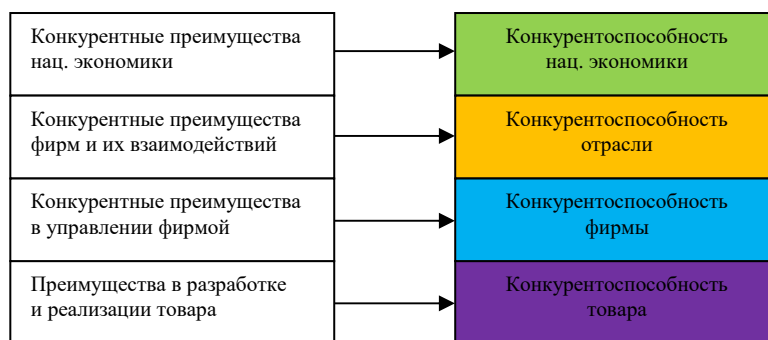 Конкурентные преимущества
нац. экономики
Конкурентоспособность
нац. экономики
Конкурентные преимущества
фирм и их взаимодействий
Конкурентоспособность
отрасли
Конкурентные преимущества
в управлении фирмой
Конкурентоспособность
фирмы
Преимущества в разработке
и реализации товара
Конкурентоспособность
товара